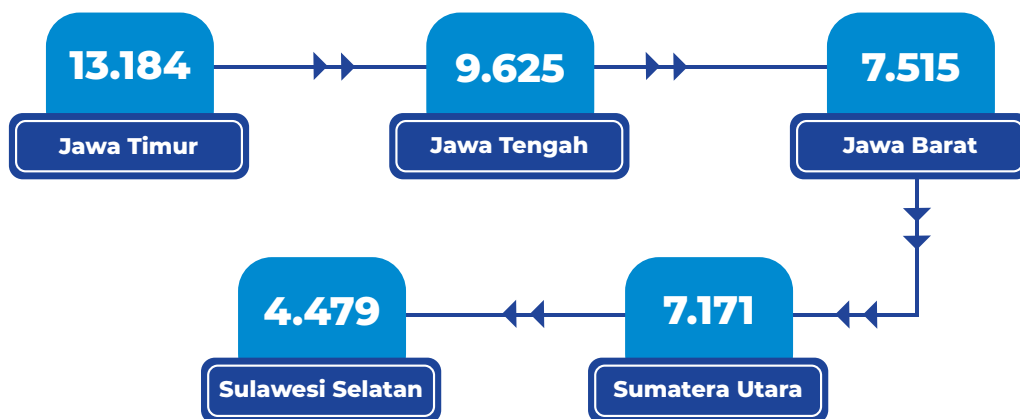 13.184
Jawa Timur
9.625
Jawa Tengah
7.515
Jawa Barat
7.171
Sumatera Utara
4.479
Sulawesi Selatan